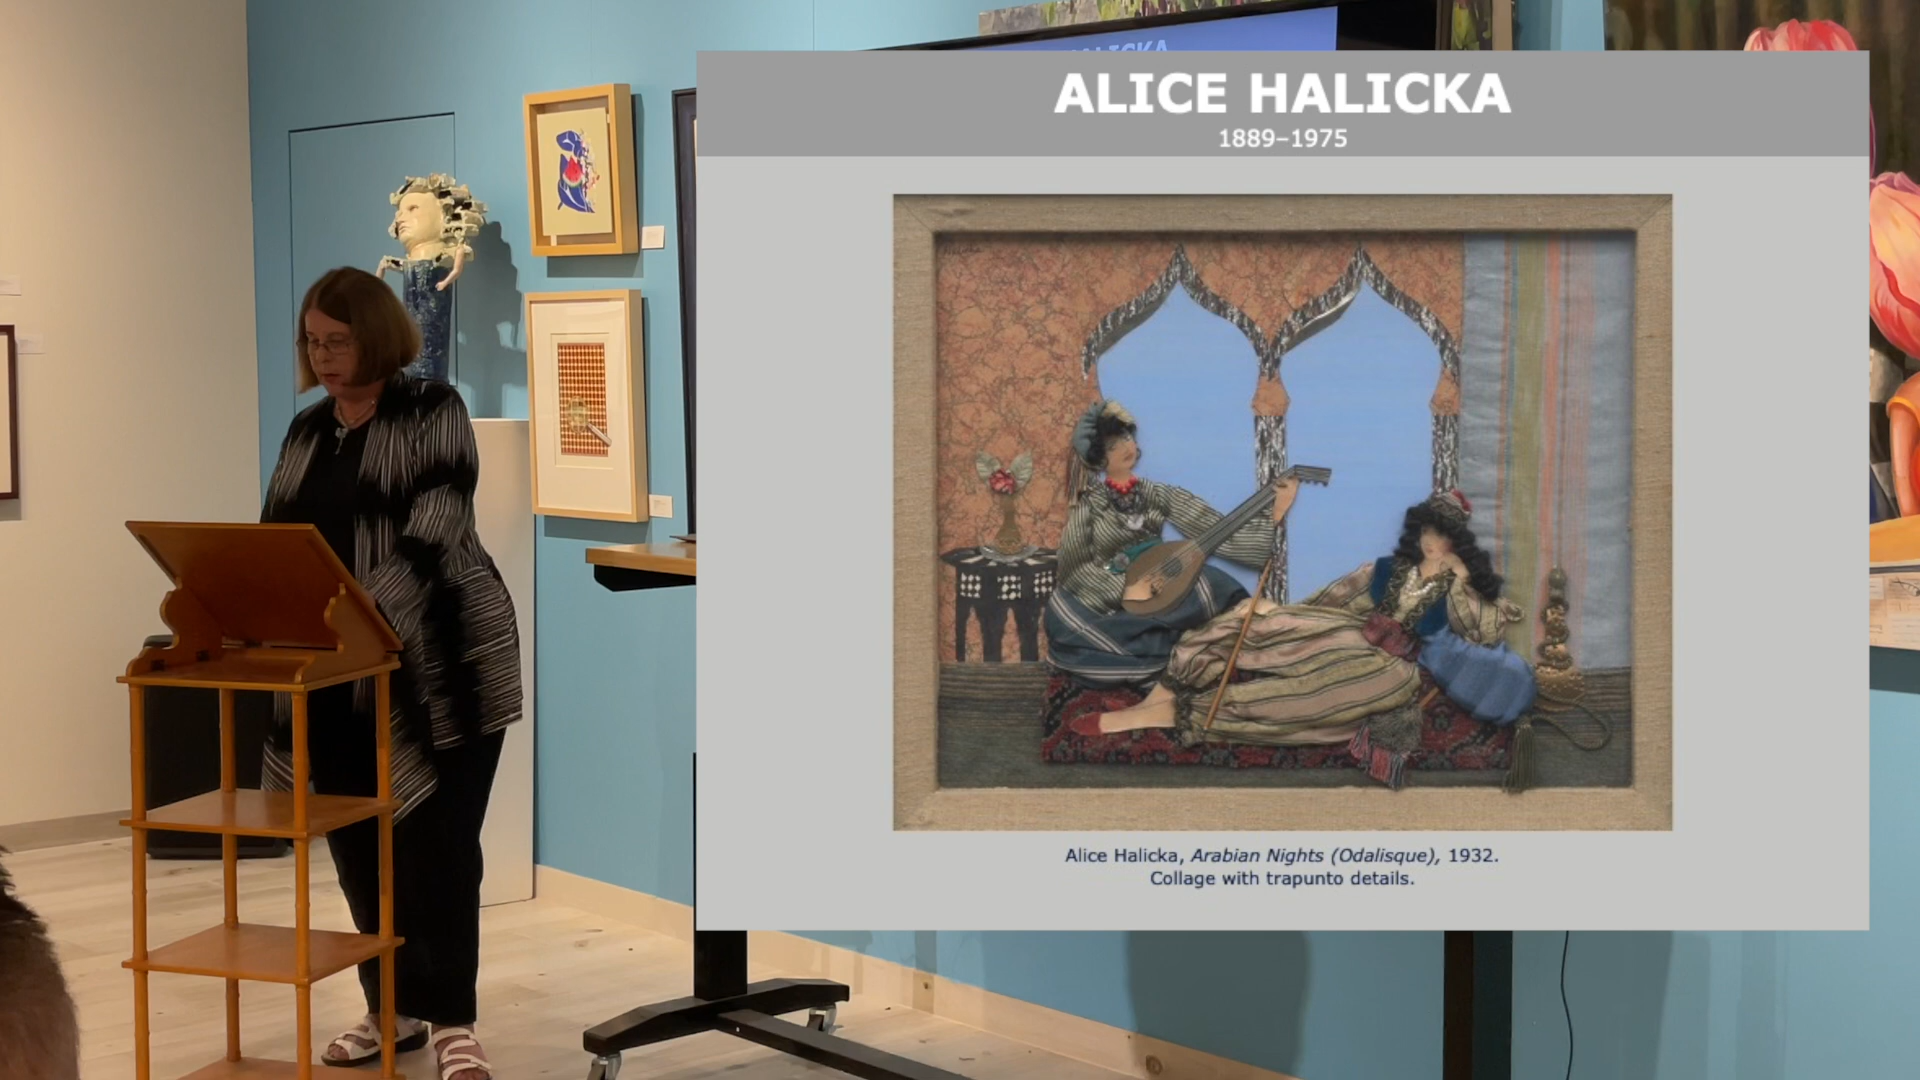 ALICE HALICKA
1889–1975
Alice Halicka, Arabian Nights (Odalisque), 1932.
Collage with trapunto details.